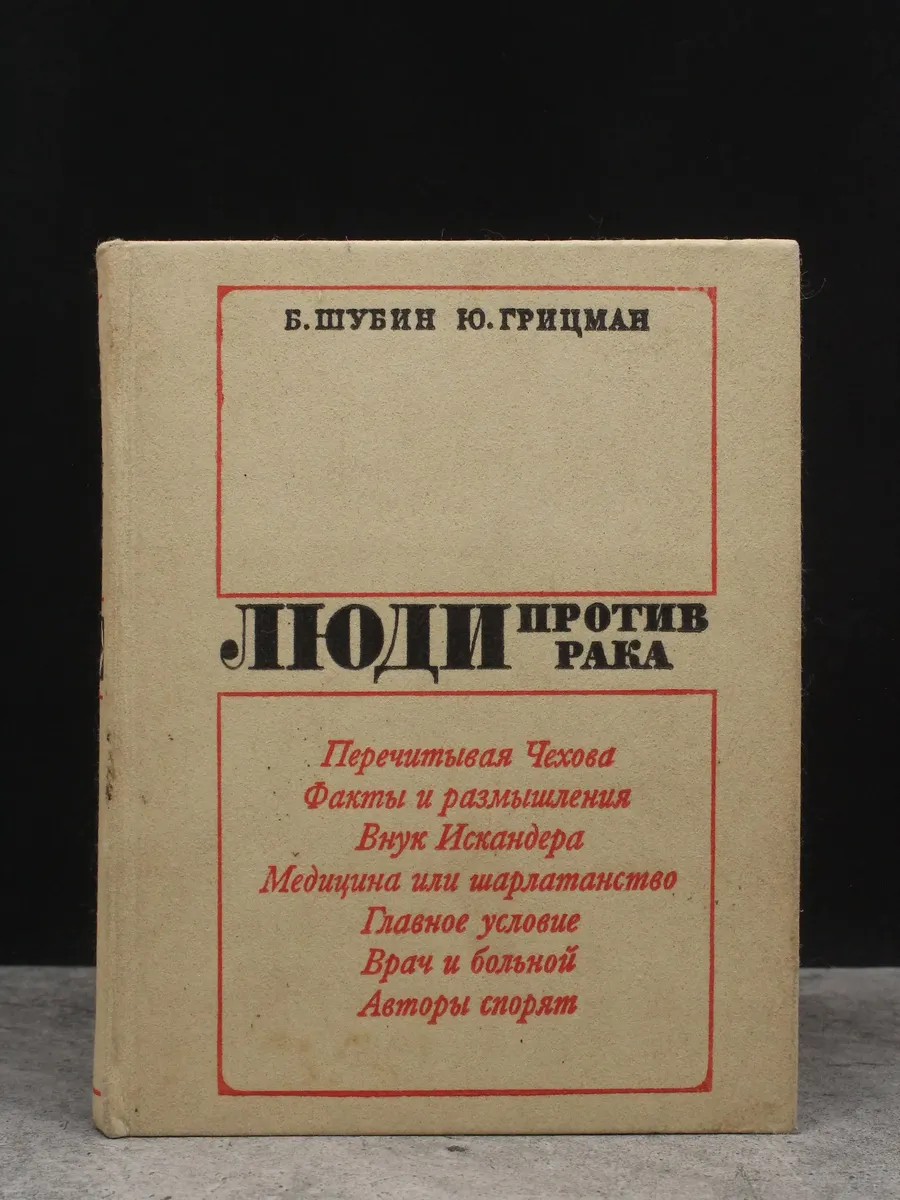 Б. ШУБИН Ю. ГРИЦМАН
ЛЮДИ ПРОТИВ
РАКА
Перечитывая Чехова
Факты и размышления
Внук Искандера
Медицина или шарлатанство
Главное условие
Врач и больной
Авторы спорят